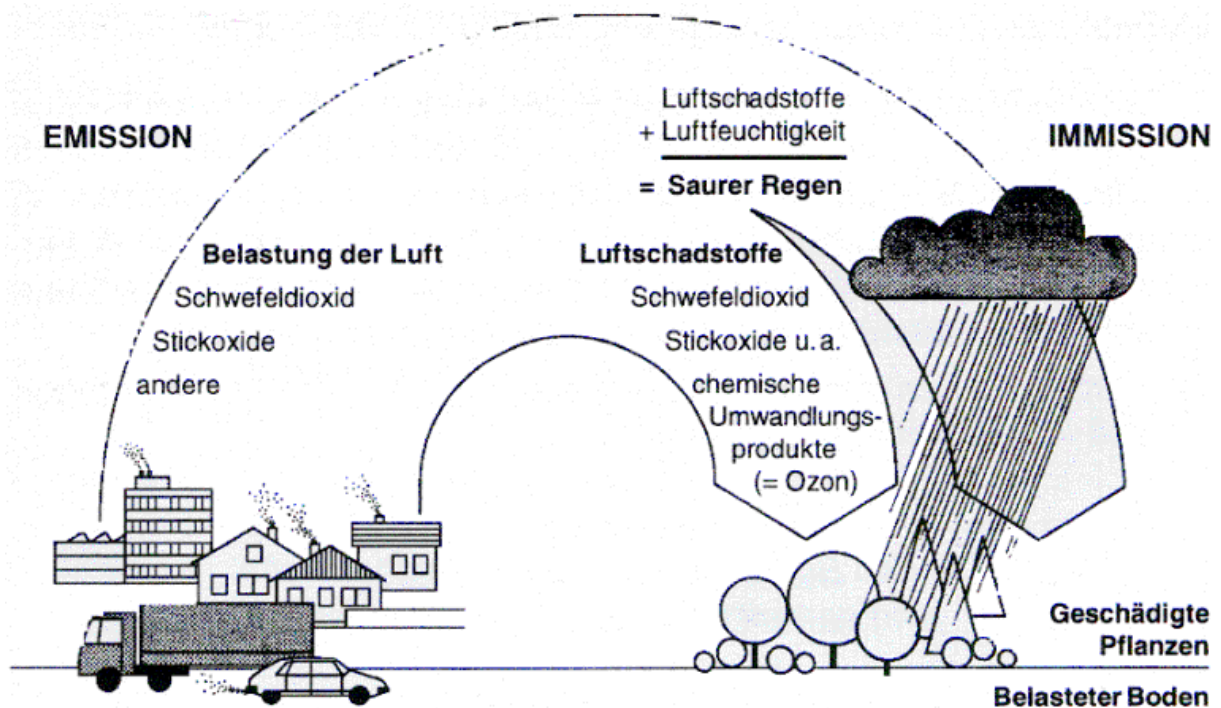 EMISSION
Belastung der Luft
Schwefeldioxid
Stickoxide
andere
Luftschadstoffe
+ Luftfeuchtigkeit
= Saurer Regen
Luftschadstoffe
Schwefeldioxid
Stickoxide u. a.
chemische
Umwandlungs-
produkte
(= Ozon)
IMMISSION
Geschädigte
Pflanzen
Belasteter Boden